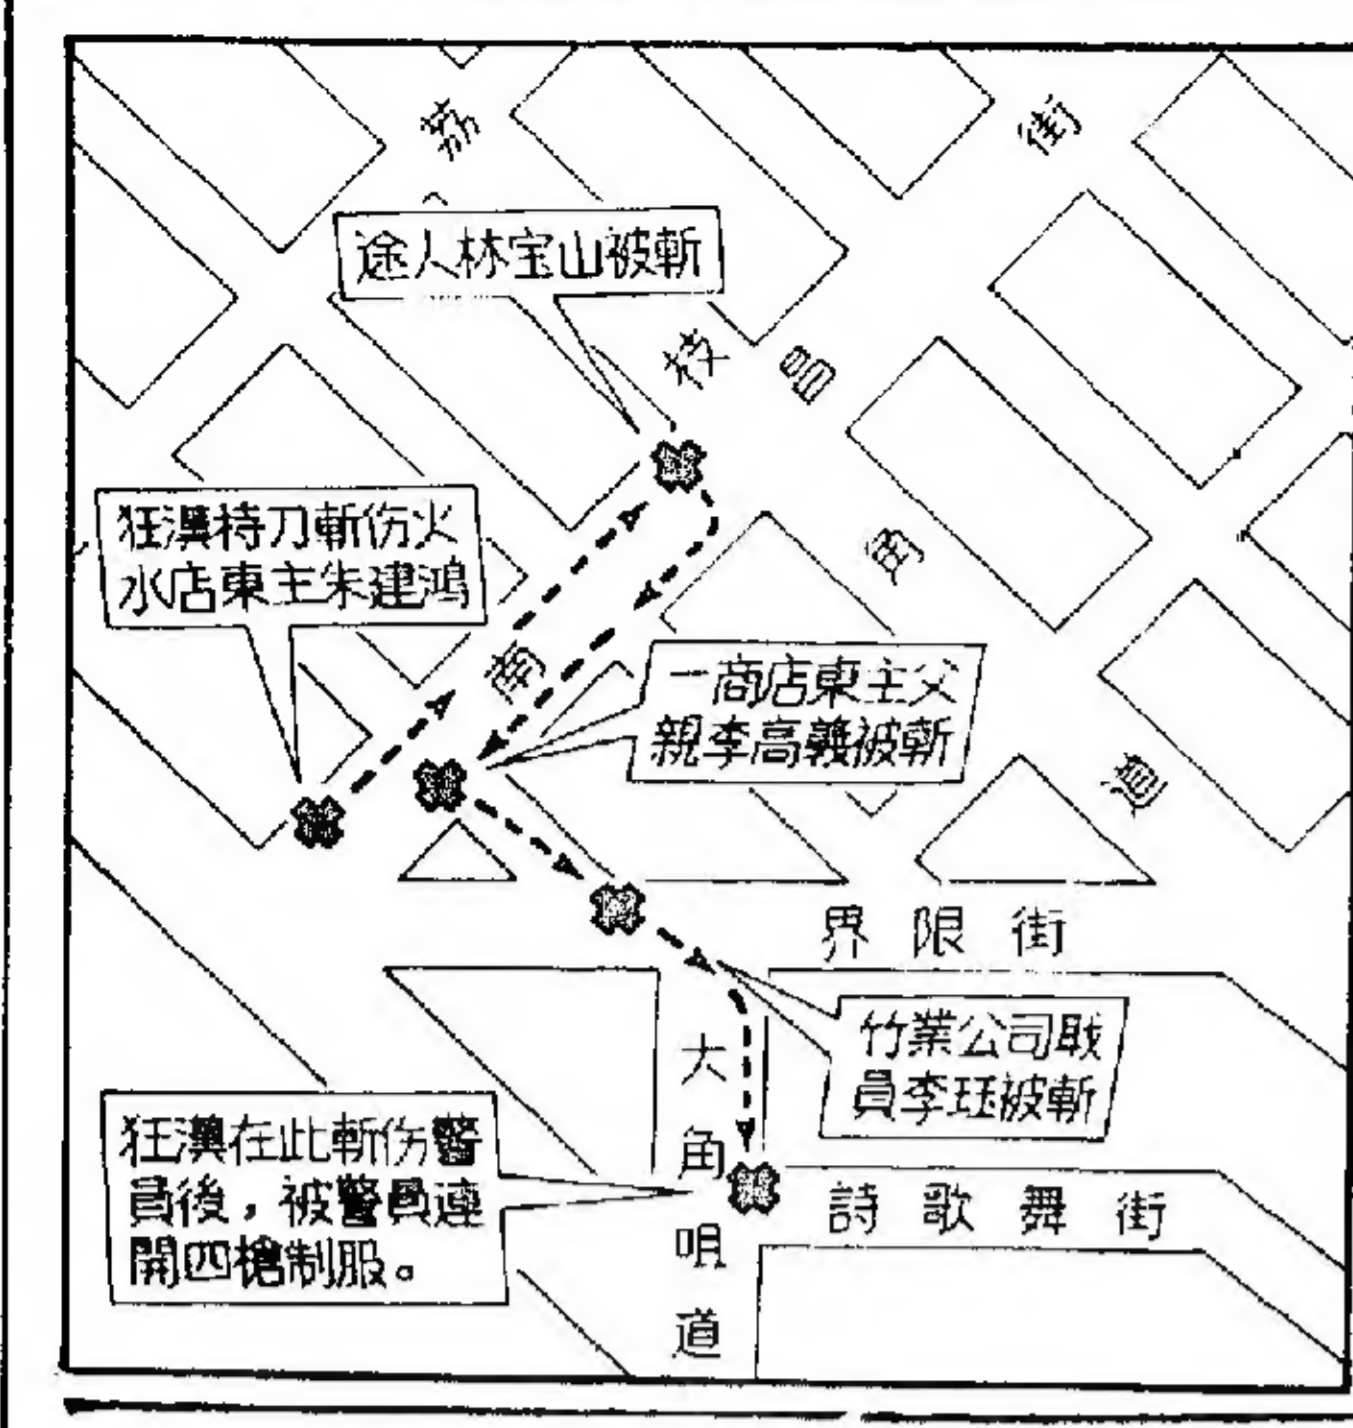 荔枝角道
南昌街
途人林宝山被斬
狂漢持刀斬伤火
水店東主朱建鴻
一商店東主父
親李高義被斬
界限街
竹業公司職
員李珏被斬
大角咀道
狂漢在此斬伤警
員後，被警員連
開四槍制服。
詩歌舞街